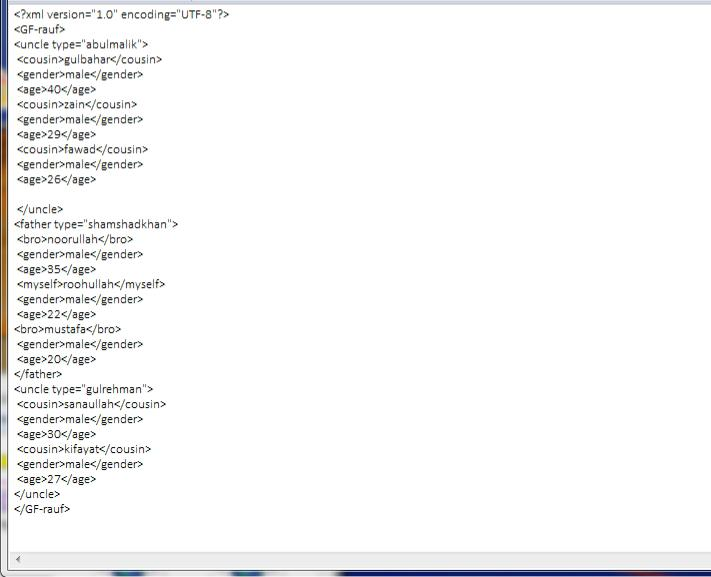 <?xml version="1.0" encoding="UTF-8"?>
<GF-rauf>
<uncle type="abulmalik">
<cousin>gulbahar</cousin>
<gender>male</gender>
<age>40</age>
<cousin>zain</cousin>
<gender>male</gender>
<age>29</age>
<cousin>fawad</cousin>
<gender>male</gender>
<age>26</age>
</uncle>
<father type="shamshadkhan">
<bro>noorullah</bro>
<gender>male</gender>
<age>35</age>
<myself>roohullah</myself>
<gender>male</gender>
<age>22</age>
<bro>mustafa</bro>
<gender>male</gender>
<age>20</age>
</father>
<uncle type="gulrehman">
<cousin>sanaullah</cousin>
<gender>male</gender>
<age>30</age>
<cousin>kifayat</cousin>
<gender>male</gender>
<age>27</age>
</uncle>
</GF-rauf>